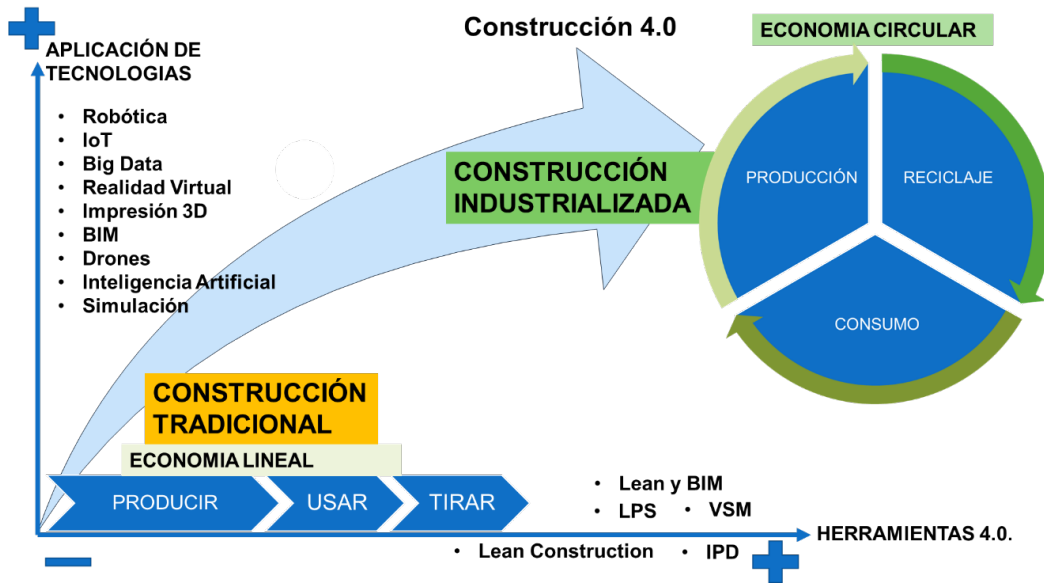 Construcción 4.0
ECONOMIA CIRCULAR
APLICACIÓN DE
TECNOLOGIAS
• Robótica
• IoT
• Big Data
• Realidad Virtual
• Impresión 3D
• BIM
• Drones
• Inteligencia Artificial
• Simulación
CONSTRUCCIÓN
INDUSTRIALIZADA
PRODUCCIÓN
RECICLAJE
CONSUMO
CONSTRUCCIÓN
TRADICIONAL
ECONOMIA LINEAL
PRODUCIR
USAR
TIRAR
• Lean y BIM
• LPS • VSM
HERRAMIENTAS 4.0.
• Lean Construction • IPD